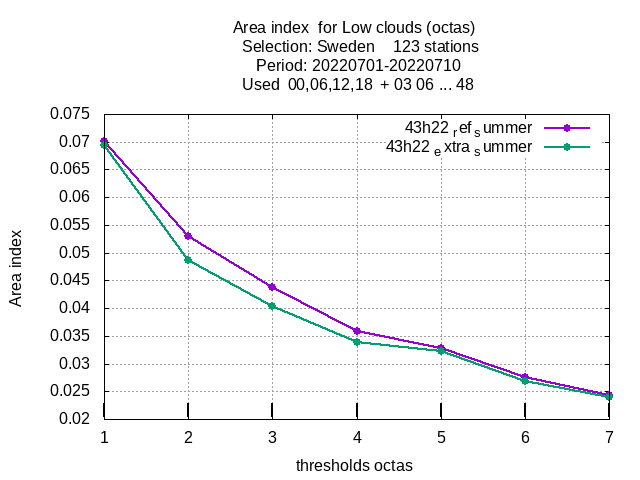 Area index  for Low clouds (octas)
Selection: Sweden    123 stations
Period: 20220701-20220710
Used  00,06,12,18  + 03 06 ... 48
0.075
0.07
0.065
0.06
0.055
0.05
0.045
0.04
0.035
0.03
0.025
0.02
Area index
43h22 ref summer
43h22 extra summer
1 2 3 4 5 6 7
thresholds octas